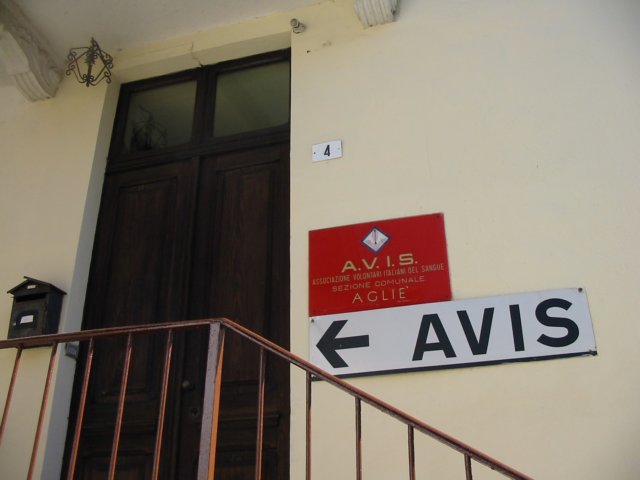 4
A.V.I.S.
ASSOCIAZIONE VOLONTARI ITALIANI DEL SANGUE
SEZIONE COMUNALE
AGLIE'
← AVIS